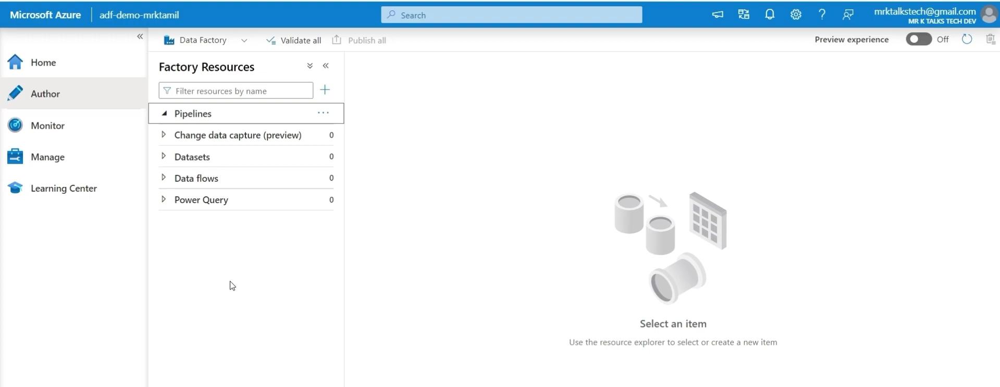 Microsoft Azure adf-demo-mrktamil Search mrktalkstech@gmail.com
MR K TALKS TECH DEV
Data Factory Validate all Publish all Preview experience Off
Home
Author
Monitor
Manage
Learning Center
Factory Resources
Filter resources by name
Pipelines
Change data capture (preview) 0
Datasets 0
Data flows 0
Power Query 0
Select an item
Use the resource explorer to select or create a new item